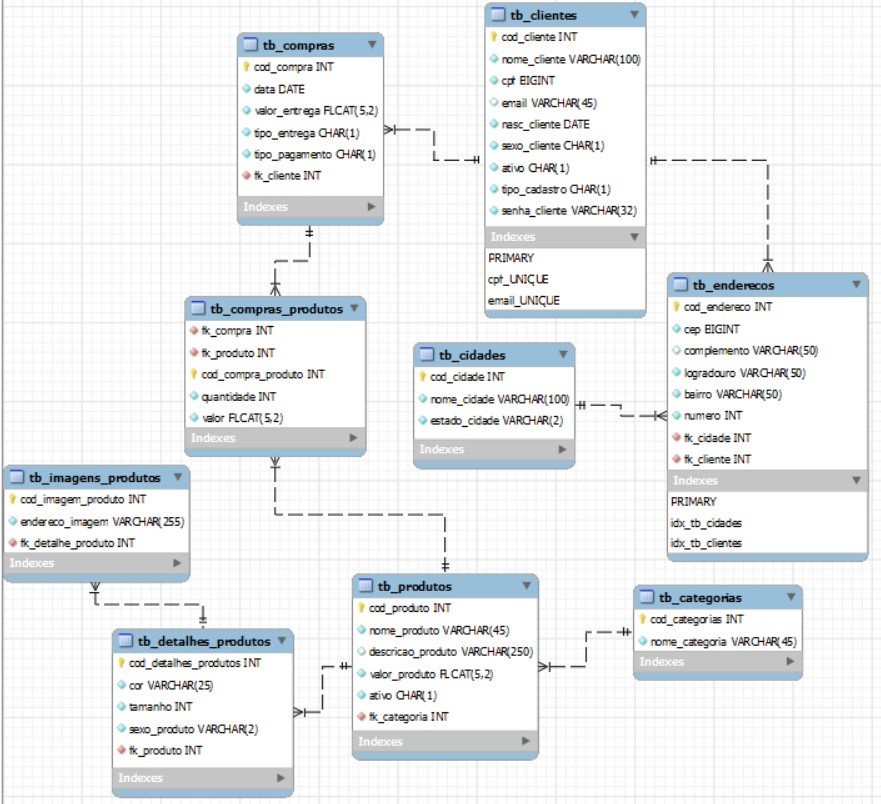 tb_clientes
cod_cliente INT
nome_cliente VARCHAR(100)
cpf BIGINT
email VARCHAR(45)
nasc_cliente DATE
sexo_cliente CHAR(1)
ativo CHAR(1)
tipo_cadastro CHAR(1)
senha_cliente VARCHAR(32)
Indexes
PRIMARY
cpf_UNIQUE
email_UNIQUE
tb_compras
cod_compra INT
data DATE
valor_entrega FLOAT(5,2)
tipo_entrega CHAR(1)
tipo_pagamento CHAR(1)
fk_cliente INT
Indexes
tb_enderecos
cod_endereco INT
cep BIGINT
complemento VARCHAR(50)
logradouro VARCHAR(50)
bairro VARCHAR(50)
numero INT
fk_cidade INT
fk_cliente INT
Indexes
PRIMARY
idx_tb_cidades
idx_tb_clientes
tb_compras_produtos
fk_compra INT
fk_produto INT
cod_compra_produto INT
quantidade INT
valor FLOAT(5,2)
Indexes
tb_cidades
cod_cidade INT
nome_cidade VARCHAR(100)
estado_cidade VARCHAR(2)
Indexes
tb_imagens_produtos
cod_imagem_produto INT
endereco_imagem VARCHAR(255)
fk_detalhe_produto INT
Indexes
tb_produtos
cod_produto INT
nome_produto VARCHAR(45)
descricao_produto VARCHAR(250)
valor_produto FLOAT(5,2)
ativo CHAR(1)
fk_categoria INT
Indexes
tb_categorias
cod_categorias INT
nome_categoria VARCHAR(45)
Indexes
tb_detalhes_produtos
cod_detalhes_produtos INT
cor VARCHAR(25)
tamanho INT
sexo_produto VARCHAR(2)
fk_produto INT
Indexes